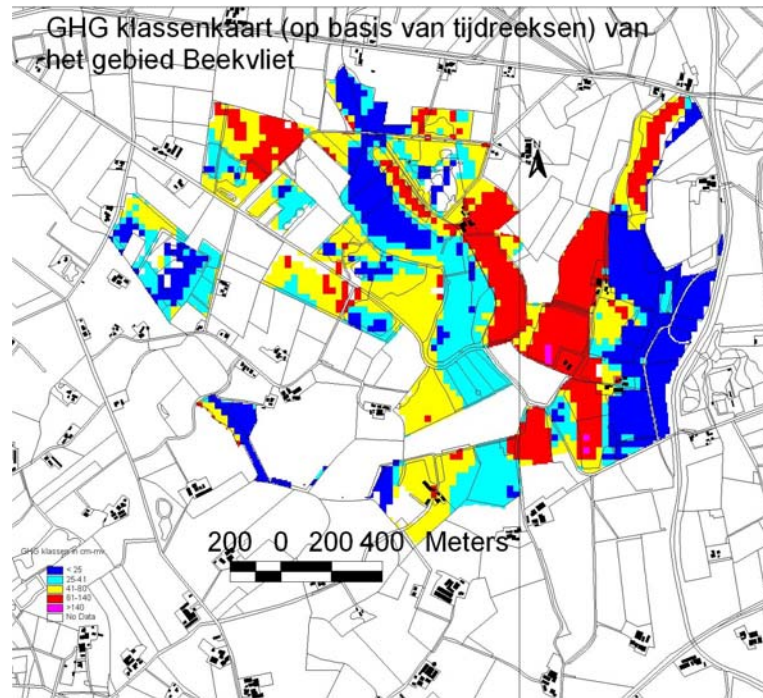 GHG klassenkaart (op basis van tijdreeksen) van
het gebied Beekvliet
N
200 0 200 400 Meters
GHG klassen in cm-mv
< 25
25-41
41-80
81-140
>140
No Data